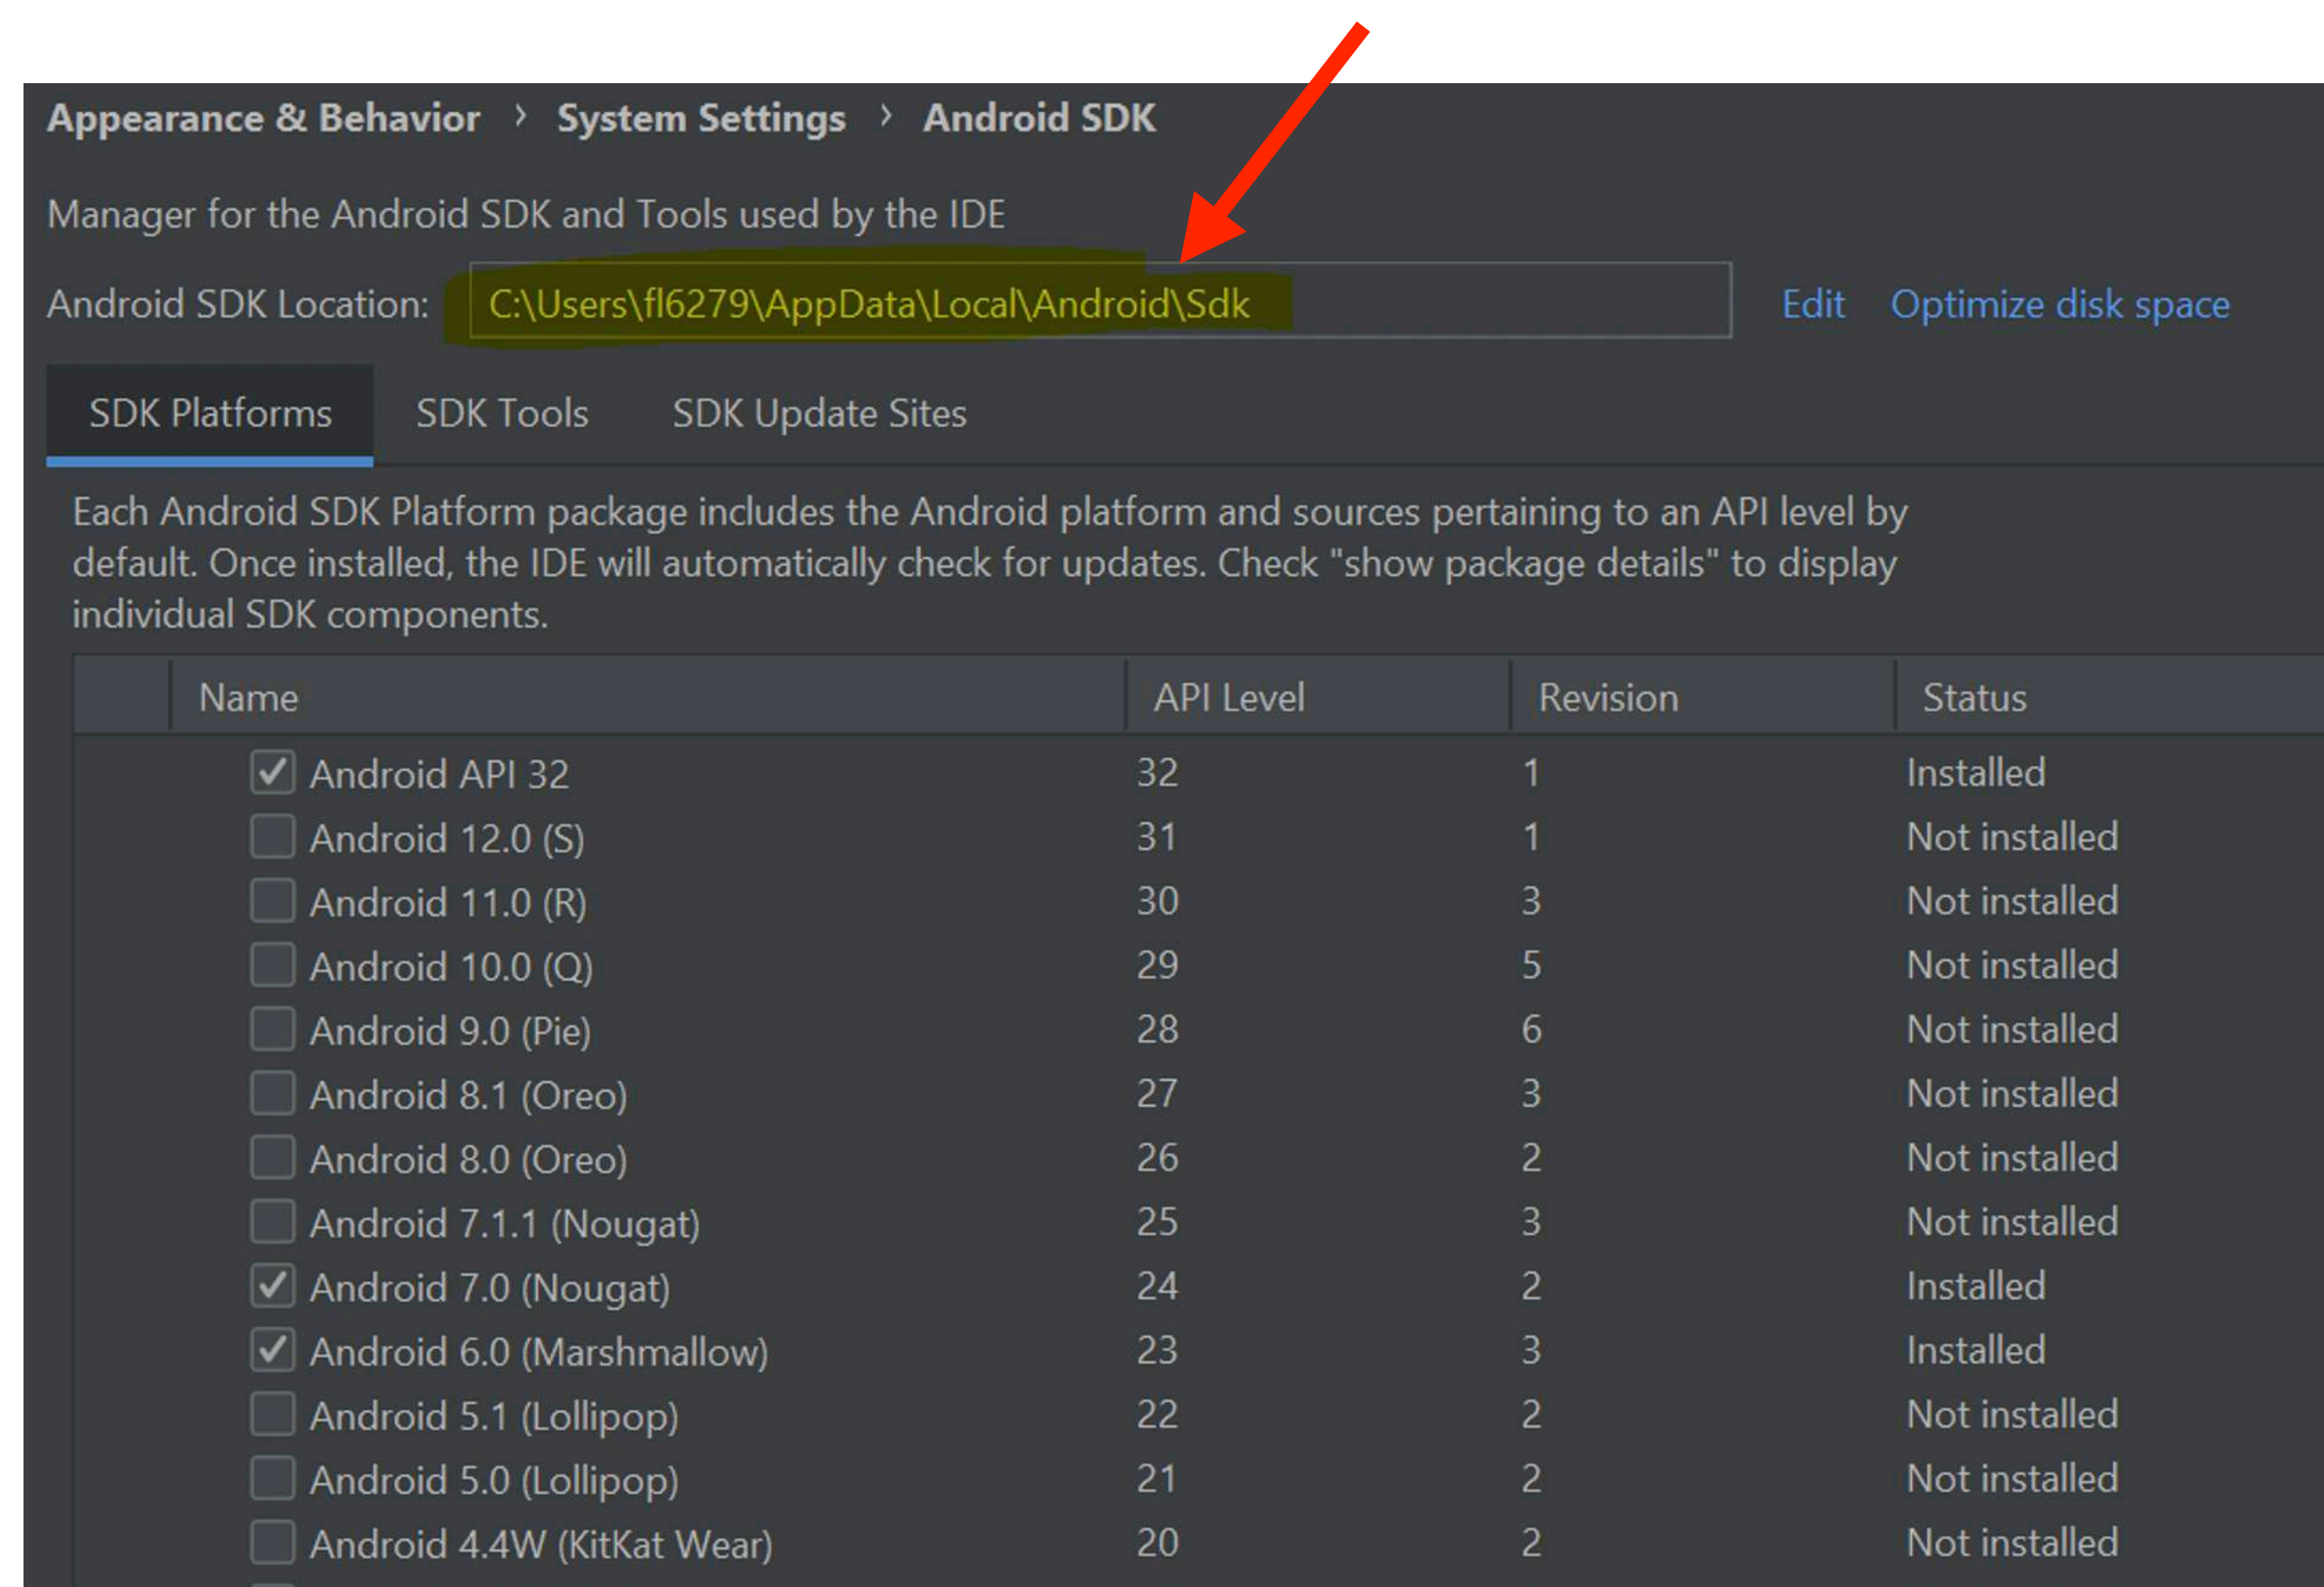 Appearance & Behavior › System Settings › Android SDK
Manager for the Android SDK and Tools used by the IDE
Android SDK Location: C:\Users\fl6279\AppData\Local\Android\Sdk Edit Optimize disk space
SDK Platforms SDK Tools SDK Update Sites
Each Android SDK Platform package includes the Android platform and sources pertaining to an API level by
default. Once installed, the IDE will automatically check for updates. Check "show package details" to display
individual SDK components.
Name API Level Revision Status
Android API 32 32 1 Installed
Android 12.0 (S) 31 1 Not installed
Android 11.0 (R) 30 3 Not installed
Android 10.0 (Q) 29 5 Not installed
Android 9.0 (Pie) 28 6 Not installed
Android 8.1 (Oreo) 27 3 Not installed
Android 8.0 (Oreo) 26 2 Not installed
Android 7.1.1 (Nougat) 25 3 Not installed
Android 7.0 (Nougat) 24 2 Installed
Android 6.0 (Marshmallow) 23 3 Installed
Android 5.1 (Lollipop) 22 2 Not installed
Android 5.0 (Lollipop) 21 2 Not installed
Android 4.4W (KitKat Wear) 20 2 Not installed